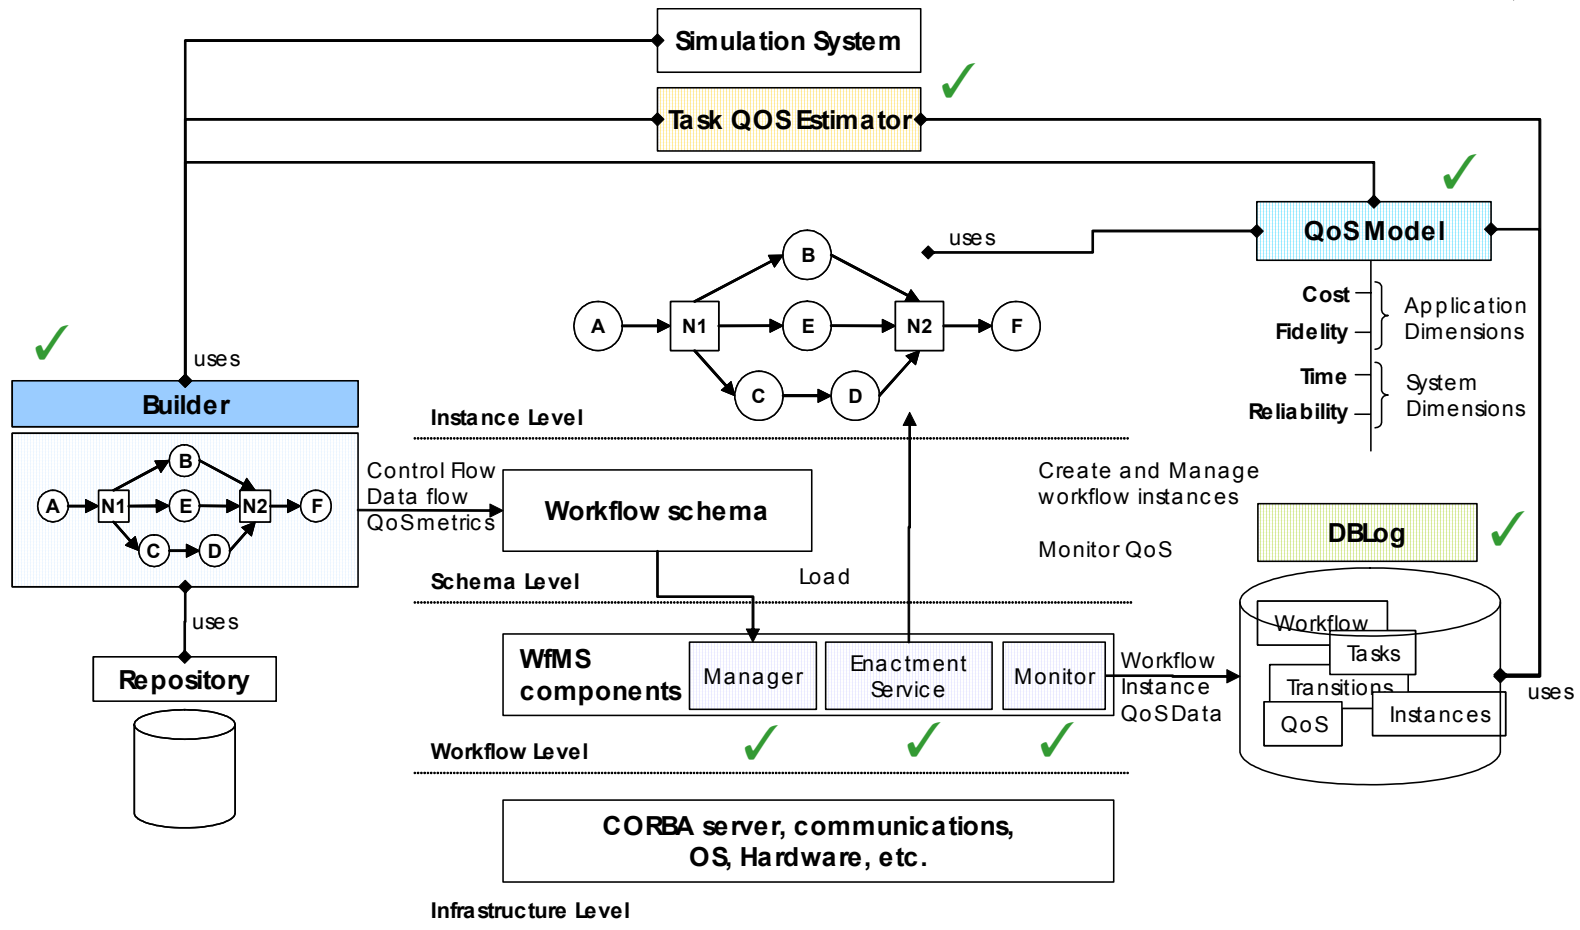 Simulation System
Task QOS Estimator
QoS Model
uses
Cost
Fidelity
Application
Dimensions
Time
Reliability
System
Dimensions
B
A
N1
E
N2
F
C
D
Instance Level
uses
Builder
B
A
N1
E
N2
F
C
D
Control Flow
Data flow
QoS metrics
Workflow schema
Create and Manage
workflow instances
Monitor QoS
Load
Schema Level
DBLog
uses
Repository
WfMS
components
Manager
Enactment
Service
Monitor
Workflow
Instance
QoS Data
Workflow
Tasks
Transitions
Instances
QoS
uses
Workflow Level
CORBA server, communications,
OS, Hardware, etc.
Infrastructure Level